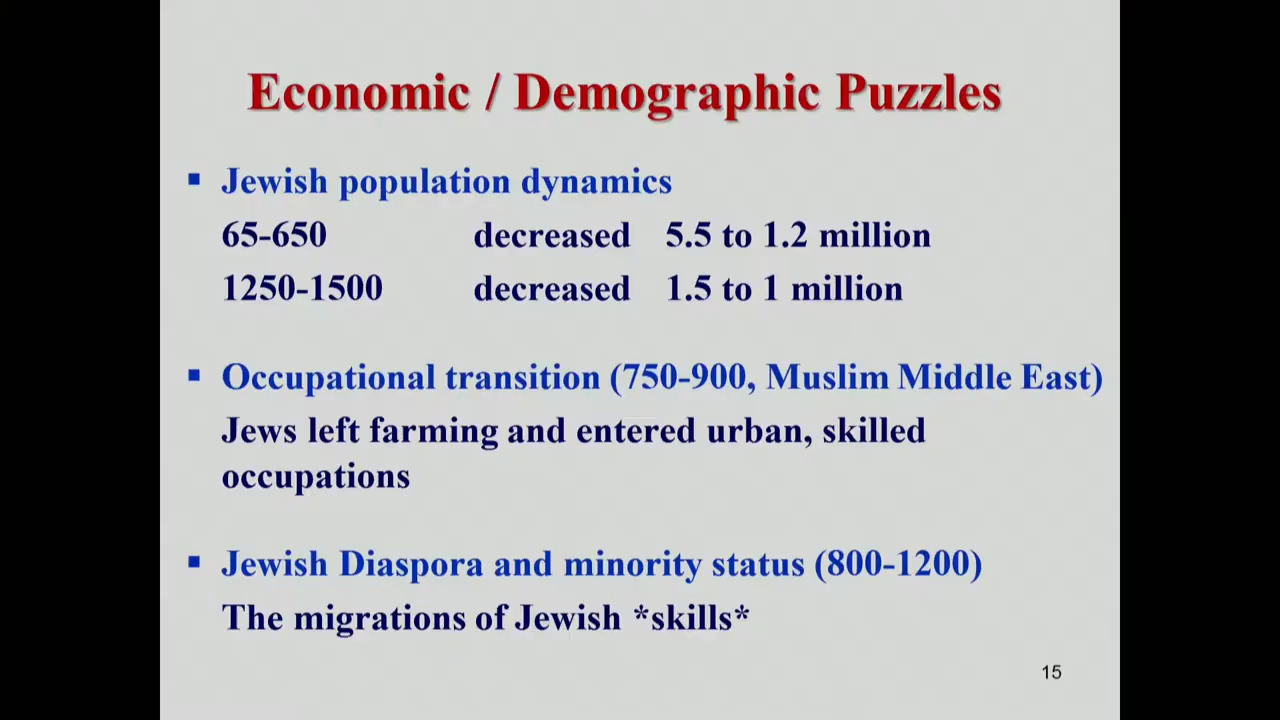 Economic / Demographic Puzzles
▪ Jewish population dynamics
65-650 decreased 5.5 to 1.2 million
1250-1500 decreased 1.5 to 1 million
▪ Occupational transition (750-900, Muslim Middle East)
Jews left farming and entered urban, skilled
occupations
▪ Jewish Diaspora and minority status (800-1200)
The migrations of Jewish *skills*
15